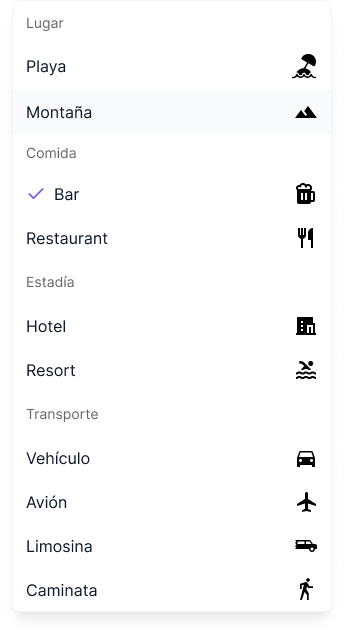 Lugar
Playa
Montaña
Comida
Bar
Restaurant
Estadía
Hotel
Resort
Transporte
Vehículo
Avión
Limosina
Caminata